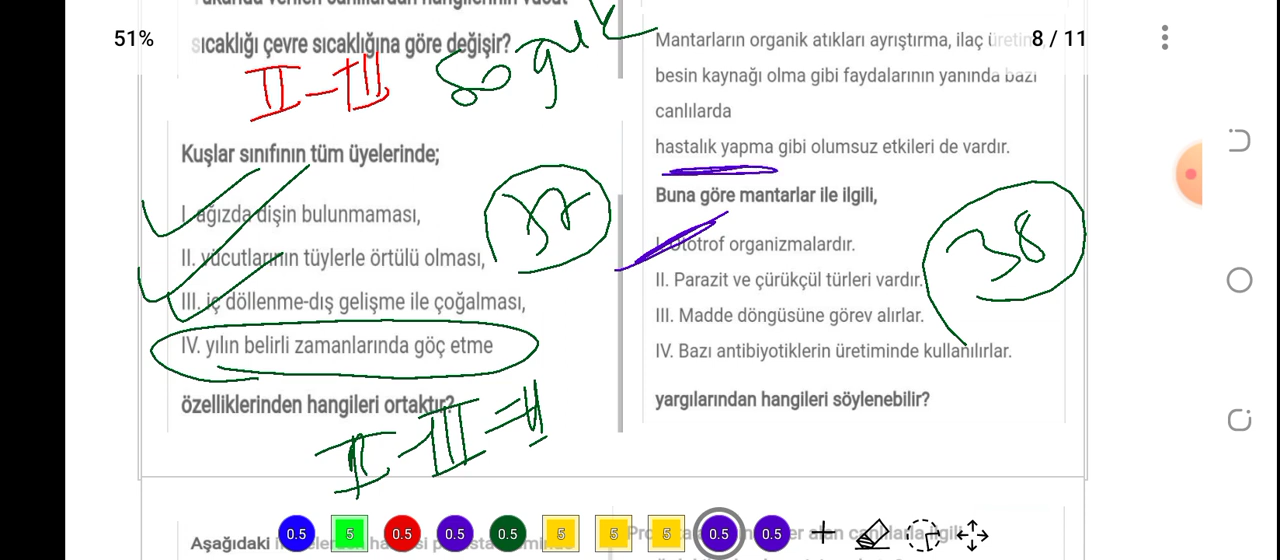 51%
sıcaklığı çevre sıcaklığına göre değişir?
II-III
Soğuk
Kuşlar sınıfının tüm üyelerinde;
I. ağızda dişin bulunmaması,
II. vücutlarının tüylerle örtülü olması,
III. iç döllenme-dış gelişme ile çoğalması,
IV. yılın belirli zamanlarında göç etme
özelliklerinden hangileri ortaktır?
37
8 / 11
Mantarların organik atıkları ayrıştırma, ilaç üretimi,
besin kaynağı olma gibi faydalarının yanında bazı
canlılarda
hastalık yapma gibi olumsuz etkileri de vardır.
Buna göre mantarlar ile ilgili,
I. Ototrof organizmalardır.
II. Parazit ve çürükçül türleri vardır.
III. Madde döngüsüne görev alırlar.
IV. Bazı antibiyotiklerin üretiminde kullanılırlar.
yargılarından hangileri söylenebilir?
38
Aşağıdaki
0.5 5 0.5 0.5 0.5 5 5 5 0.5 0.5